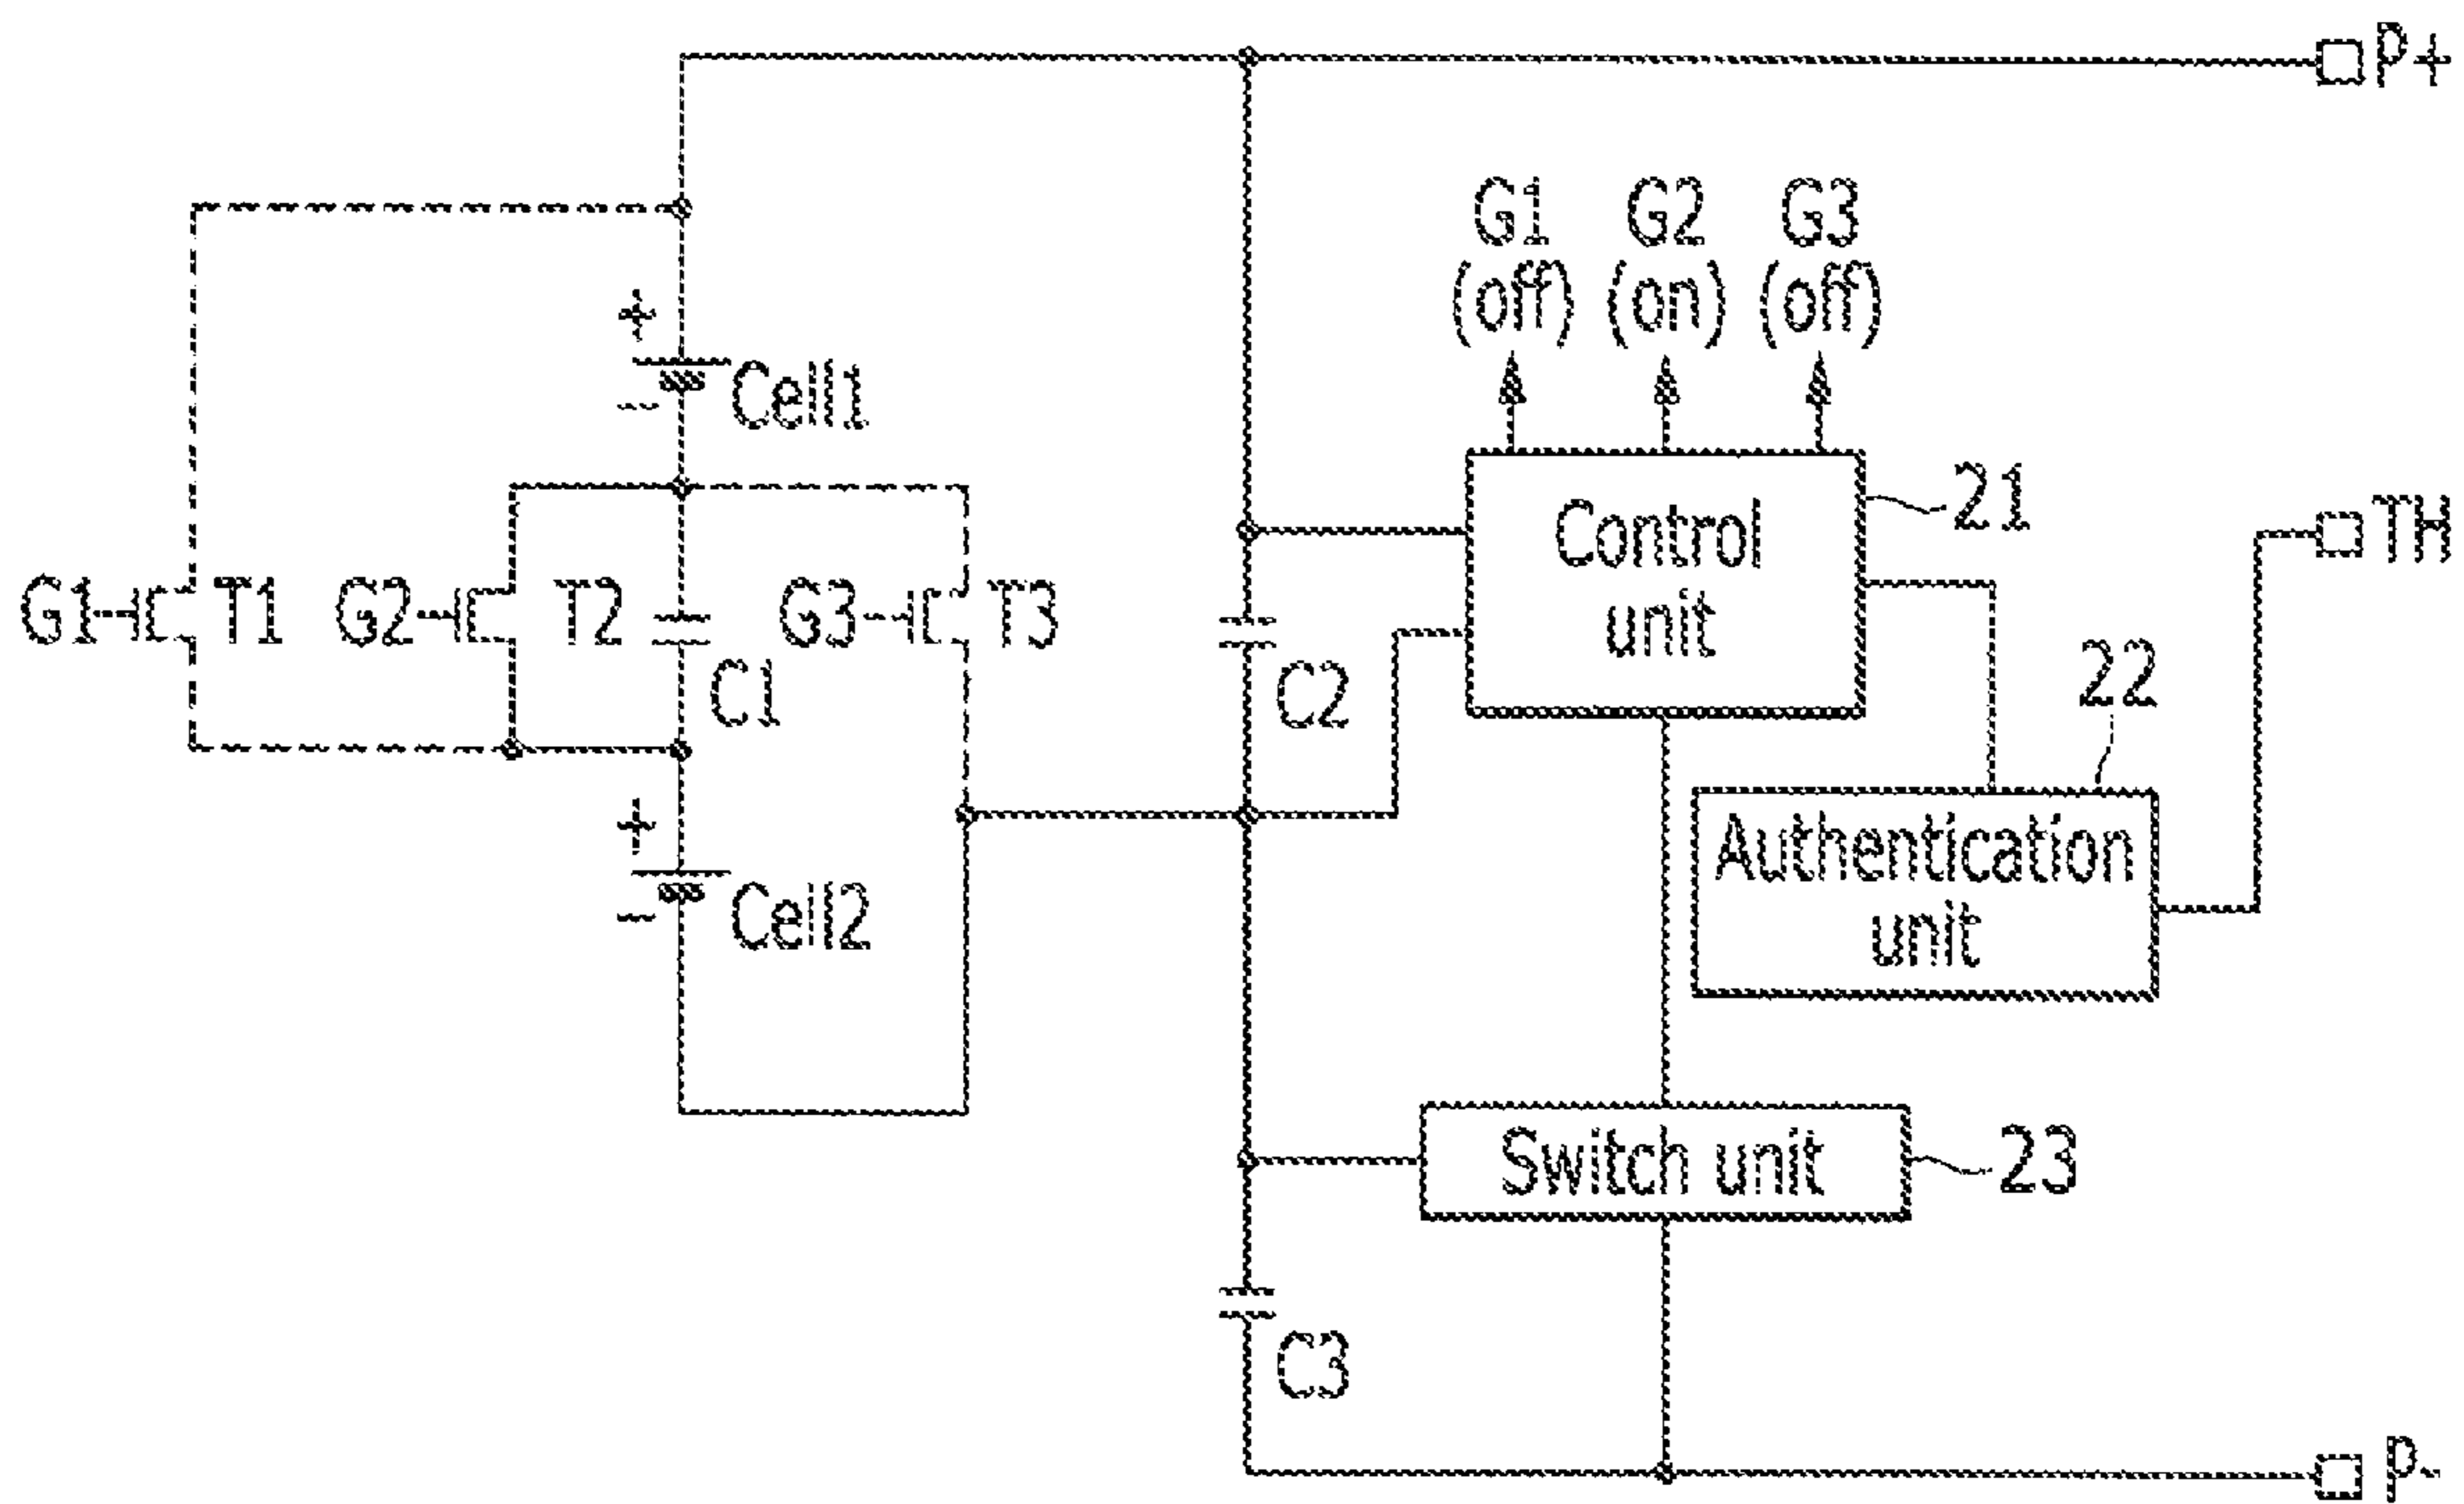 P+
G1 G2 G3
(off) (on) (off)
+
Cell1
-
21
Control
unit
TH
G1 T1 G2 T2 G3 T3
C1
C2
22
+
Authentication
unit
Cell2
-
Switch unit
23
C3
P-